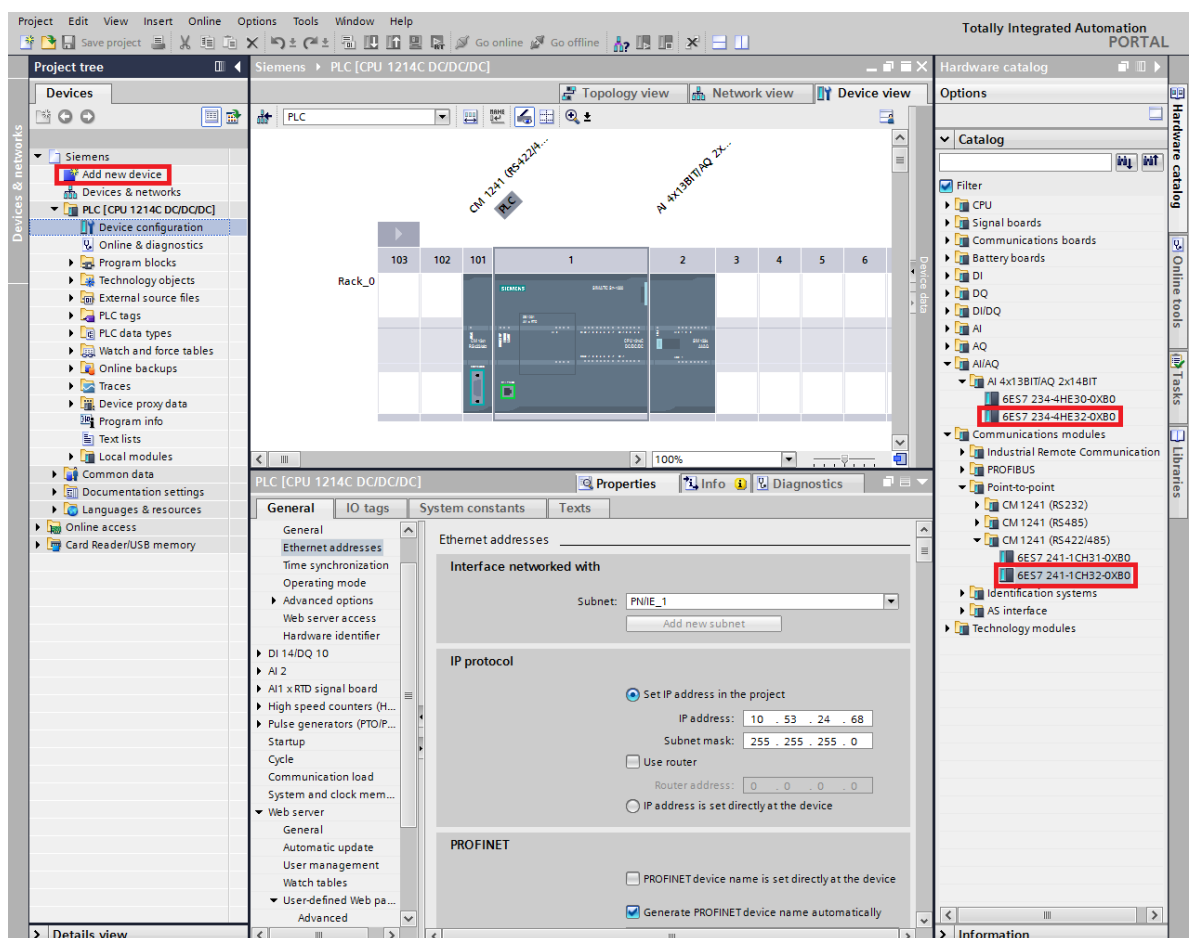 Project Edit View Insert Online Options Tools Window Help
Totally Integrated Automation
PORTAL
Save project Go online Go offline
Project tree
Siemens PLC [CPU 1214C DC/DC/DC]
Hardware catalog
Devices
Topology view Network view Device view
Options
PLC
Catalog
Devices & networks
Siemens
Add new device
Devices & networks
PLC [CPU 1214C DC/DC/DC]
Device configuration
Online & diagnostics
Program blocks
Technology objects
External source files
PLC tags
PLC data types
Watch and force tables
Online backups
Traces
Device proxy data
Program info
Text lists
Local modules
Common data
Documentation settings
Languages & resources
Online access
Card Reader/USB memory
Details view
CM 1241 (RS422/4...
PLC
AI 4x13BIT/AQ 2x...
103 102 101 1 2 3 4 5 6
Rack_0
SIEMENS
Device data
100%
PLC [CPU 1214C DC/DC/DC]
Properties Info Diagnostics
General IO tags System constants Texts
General
Ethernet addresses
Time synchronization
Operating mode
Advanced options
Web server access
Hardware identifier
DI 14/DQ 10
AI 2
AI1 x RTD signal board
High speed counters (H...
Pulse generators (PTO/P...
Startup
Cycle
Communication load
System and clock mem...
Web server
General
Automatic update
User management
Watch tables
User-defined Web pa...
Advanced
Ethernet addresses
Interface networked with
Subnet: PN/IE_1
Add new subnet
IP protocol
Set IP address in the project
IP address: 10 . 53 . 24 . 68
Subnet mask: 255 . 255 . 255 . 0
Use router
Router address: 0 . 0 . 0 . 0
IP address is set directly at the device
PROFINET
PROFINET device name is set directly at the device
Generate PROFINET device name automatically
Filter
CPU
Signal boards
Communications boards
Battery boards
DI
DQ
DI/DQ
AI
AQ
AI/AQ
AI 4x13BIT/AQ 2x14BIT
6ES7 234-4HE30-0XB0
6ES7 234-4HE32-0XB0
Communications modules
Industrial Remote Communication
PROFIBUS
Point-to-point
CM 1241 (RS232)
CM 1241 (RS485)
CM 1241 (RS422/485)
6ES7 241-1CH31-0XB0
6ES7 241-1CH32-0XB0
Identification systems
AS interface
Technology modules
Information
Hardware catalog
Online tools
Tasks
Libraries